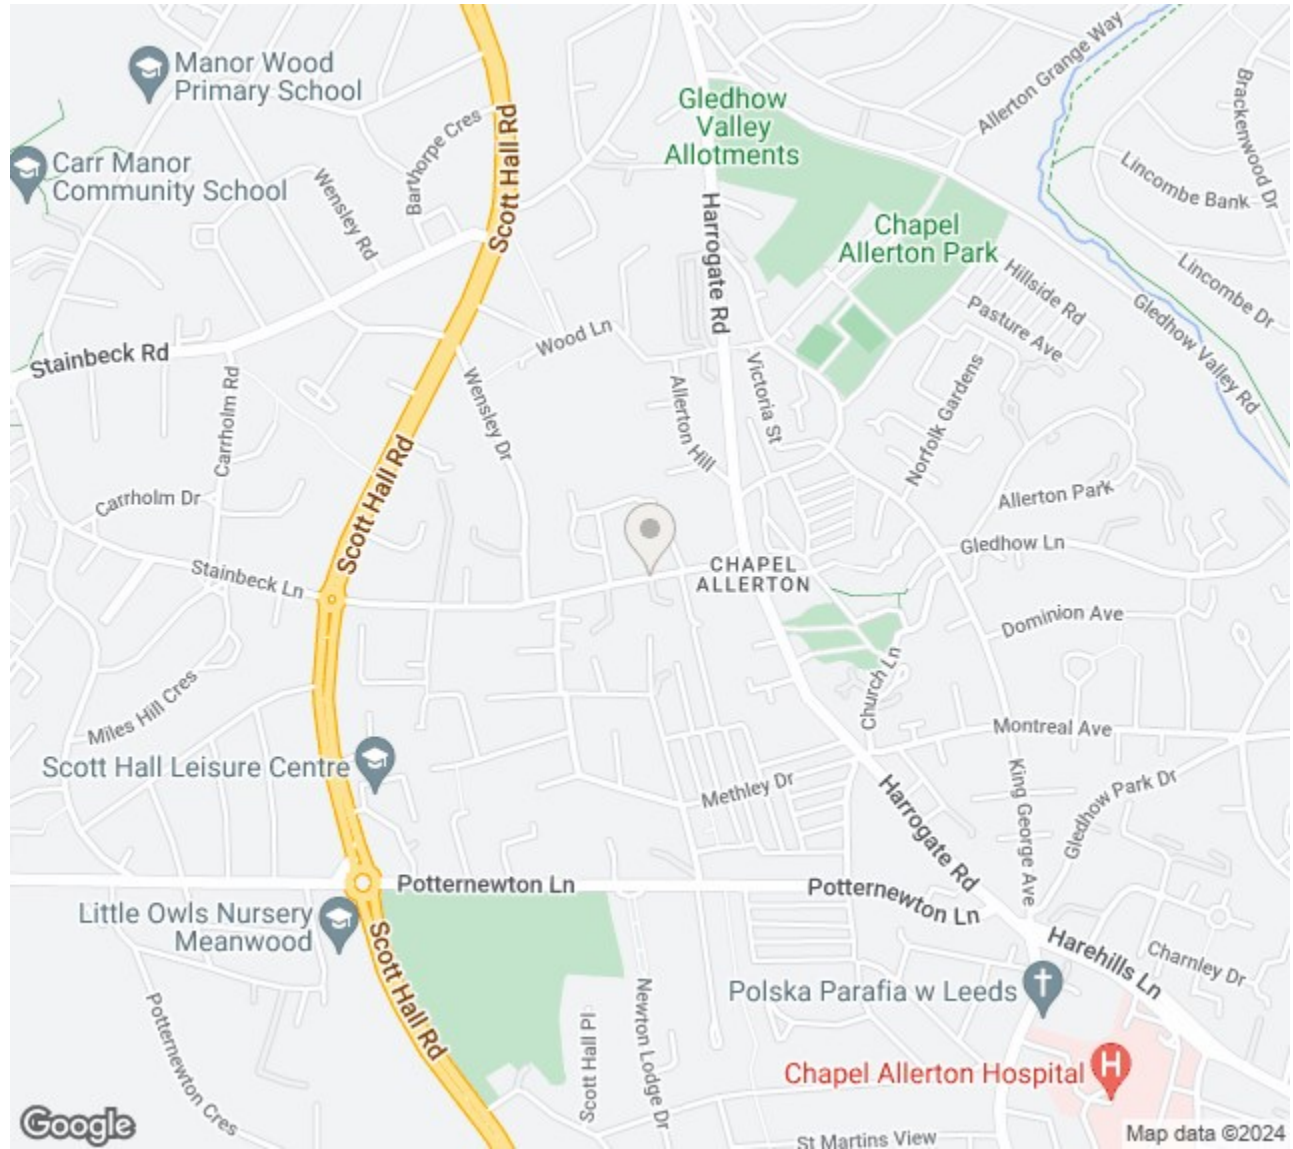 Manor Wood
Primary School
Carr Manor
Community School
Barthorpe Cres
Wensley Rd
Scott Hall Rd
Gledhow
Valley
Allotments
Allerton Grange Way
Brackenwood Dr
Lincombe Bank
Harrogate Rd
Chapel
Allerton Park
Hillside Rd
Lincombe Dr
Pasture Ave
Gledhow Valley Rd
Stainbeck Rd
Wood Ln
Carrholm Rd
Wensley Dr
Allerton Hill
Victoria St
Norfolk Gardens
Scott Hall Rd
Carrholm Dr
Allerton Park
Gledhow Ln
Stainbeck Ln
CHAPEL
ALLERTON
Dominion Ave
Church Ln
Miles Hill Cres
Montreal Ave
Scott Hall Leisure Centre
Methley Dr
King George Ave
Gledhow Park Dr
Harrogate Rd
Potternewton Ln
Potternewton Ln
Little Owls Nursery
Meanwood
Scott Hall Rd
Harehills Ln
Charnley Dr
Polska Parafia w Leeds
Potternewton Cres
Scott Hall Pl
Newton Lodge Dr
Chapel Allerton Hospital
H
St Martins View
Google
Map data ©2024